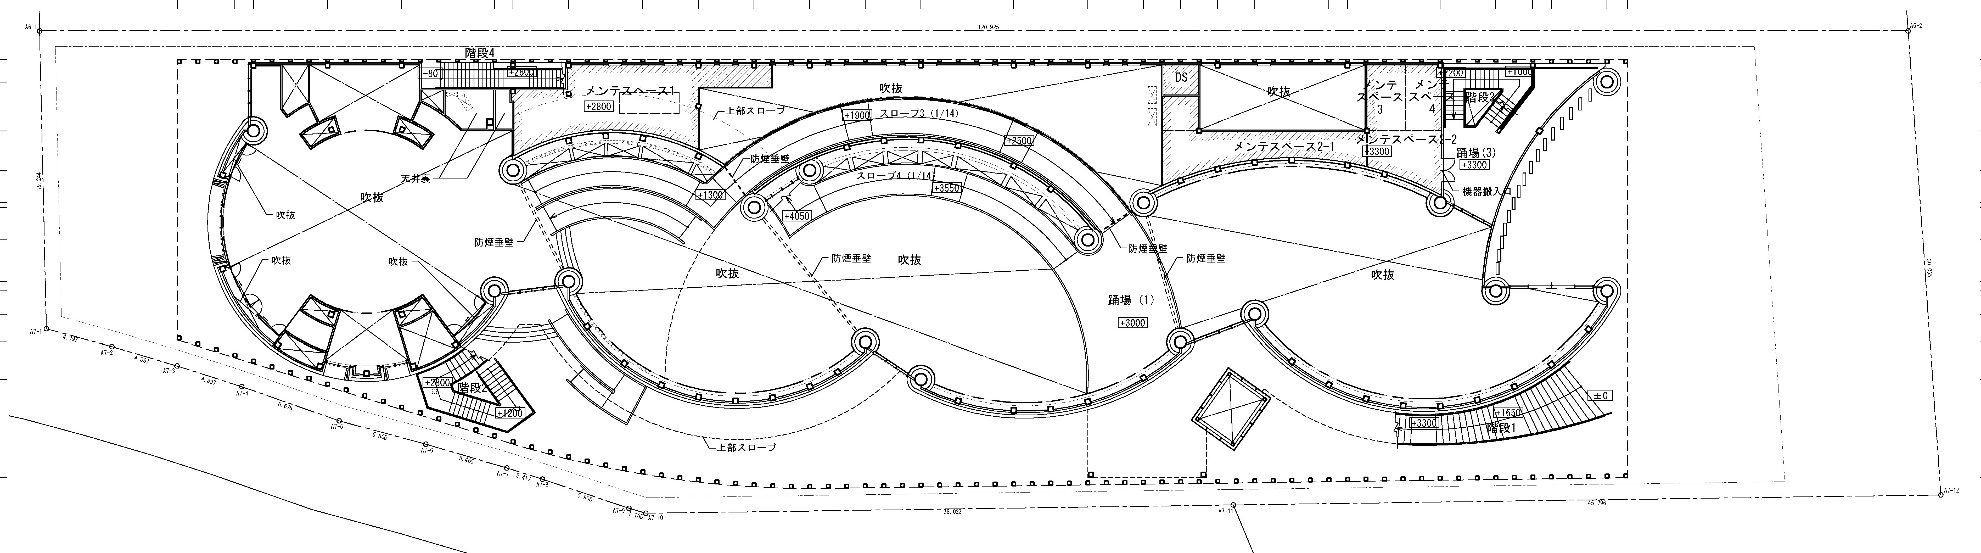 120.925
階段4
-90
+2800
DS
吹抜
メンテスペース1
+2800
上部スロープ
吹抜
メンテ
スペース
3
メン
スペース
4
+1000
階段3
+1900
スロープ3 (1/14)
+2500
メンテスペース2-1
メンテスペース2-2
+3300
踊場(3)
+3300
防煙垂壁
天井裏
吹抜
スロープ4 (1/14)
+3550
+1300
機器搬入口
吹抜
+4050
防煙垂壁
防煙垂壁
防煙垂壁
防煙垂壁
吹抜
吹抜
吹抜
吹抜
吹抜
踊場 (1)
+3000
+2800
階段2
+1200
±0
+1650
+3300
階段1
上部スロープ